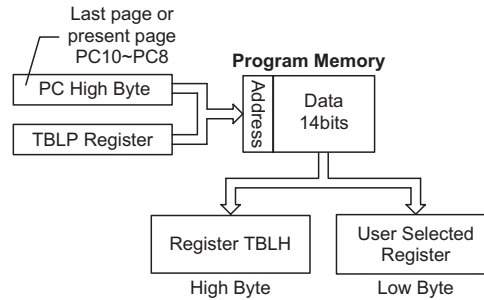 Last page or
present page
PC10~PC8
Program Memory
PC High Byte
Address
Data
14bits
TBLP Register
Register TBLH
User Selected
Register
High Byte
Low Byte